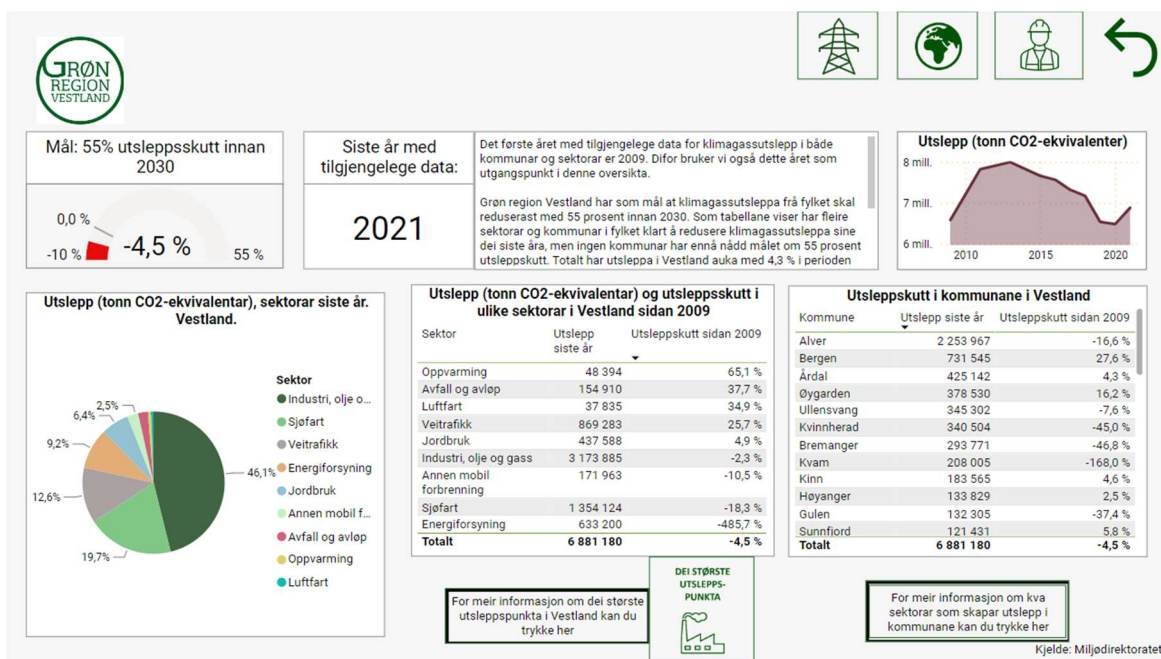 GRØN
REGION
VESTLAND
Mål: 55% utsleppsskutt innan
2030
0,0 %
-10 %
-4,5 %
55 %
Siste år med
tilgjengelege data:
2021
Det første året med tilgjengelege data for klimagassutslepp i både
kommunar og sektorar er 2009. Difor bruker vi også dette året som
utgangspunkt i denne oversikta.
Grøn region Vestland har som mål at klimagassutsleppa frå fylket skal
reduserast med 55 prosent innan 2030. Som tabellane viser har fleire
sektorar og kommunar i fylket klart å redusere klimagassutsleppa sine
dei siste åra, men ingen kommunar har ennå nådd målet om 55 prosent
utsleppskutt. Totalt har utsleppa i Vestland auka med 4,3 % i perioden
Utslepp (tonn CO2-ekvivalenter)
8 mill.
7 mill.
6 mill.
2010 2015 2020
Utslepp (tonn CO2-ekvivalentar), sektorar siste år.
Vestland.
46,1%
19,7%
12,6%
9,2%
6,4%
2,5%
Sektor
Industri, olje o...
Sjøfart
Veitrafikk
Energiforsyning
Jordbruk
Annen mobil f...
Avfall og avløp
Oppvarming
Luftfart
Utslepp (tonn CO2-ekvivalentar) og utsleppsskutt i
ulike sektorar i Vestland sidan 2009
Sektor Utslepp Utsleppskutt sidan 2009
siste år
Oppvarming 48 394 65,1 %
Avfall og avløp 154 910 37,7 %
Luftfart 37 835 34,9 %
Veitrafikk 869 283 25,7 %
Jordbruk 437 588 4,9 %
Industri, olje og gass 3 173 885 -2,3 %
Annen mobil 171 963 -10,5 %
forbrenning
Sjøfart 1 354 124 -18,3 %
Energiforsyning 633 200 -485,7 %
Totalt 6 881 180 -4,5 %
Utsleppskutt i kommunane i Vestland
Kommune Utslepp siste år Utsleppskutt sidan 2009
Alver 2 253 967 -16,6 %
Bergen 731 545 27,6 %
Årdal 425 142 4,3 %
Øygarden 378 530 16,2 %
Ullensvang 345 302 -7,6 %
Kvinnherad 340 504 -45,0 %
Bremanger 293 771 -46,8 %
Kvam 208 005 -168,0 %
Kinn 183 565 4,6 %
Høyanger 133 829 2,5 %
Gulen 132 305 -37,4 %
Sunnfjord 121 431 5,8 %
Totalt 6 881 180 -4,5 %
For meir informasjon om dei største
utsleppspunkta i Vestland kan du
trykke her
DEI STØRSTE
UTSLEPPS-
PUNKTA
For meir informasjon om kva
sektorar som skapar utslepp i
kommunane kan du trykke her
Kjelde: Miljødirektoratet